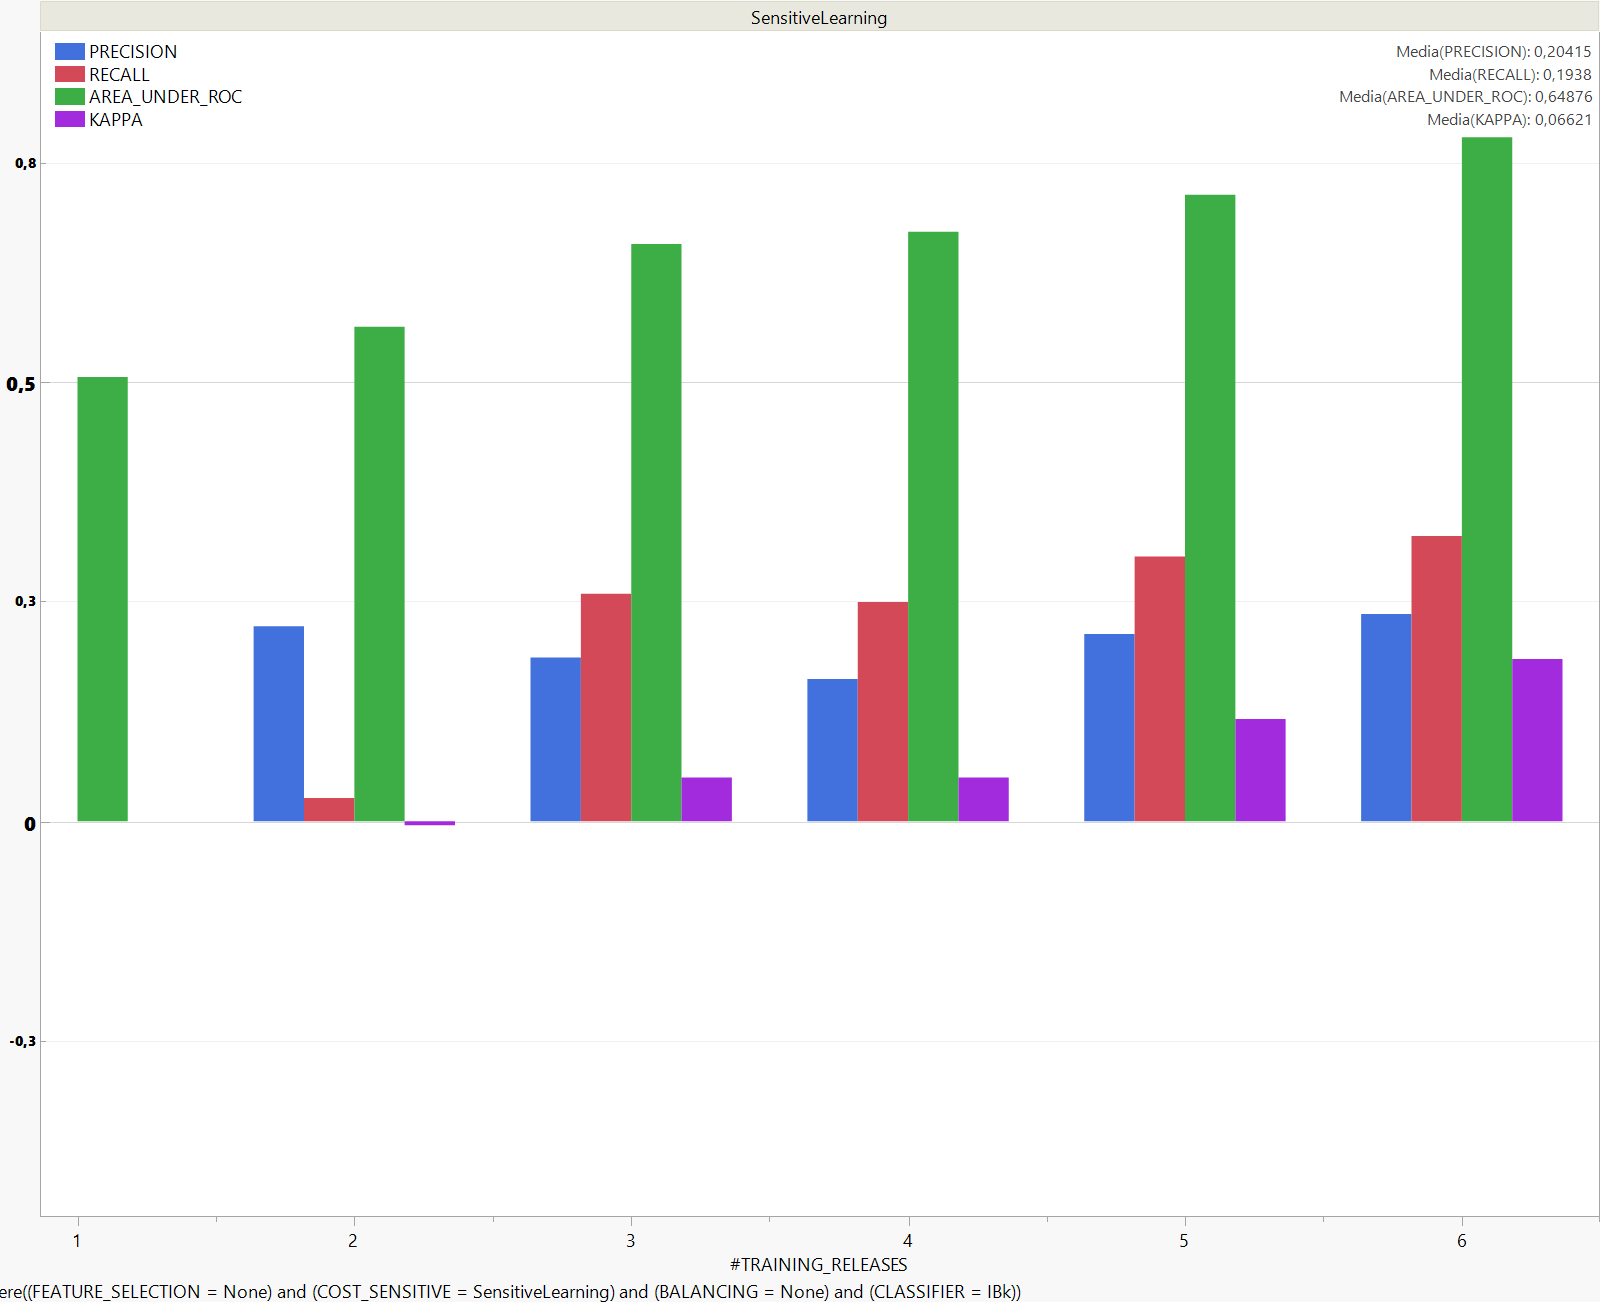 SensitiveLearning
PRECISION
RECALL
AREA_UNDER_ROC
KAPPA
Media(PRECISION): 0,20415
Media(RECALL): 0,1938
Media(AREA_UNDER_ROC): 0,64876
Media(KAPPA): 0,06621
0,8
0,5
0,3
0
-0,3
1 2 3 4 5 6
#TRAINING_RELEASES
ere((FEATURE_SELECTION = None) and (COST_SENSITIVE = SensitiveLearning) and (BALANCING = None) and (CLASSIFIER = IBk))